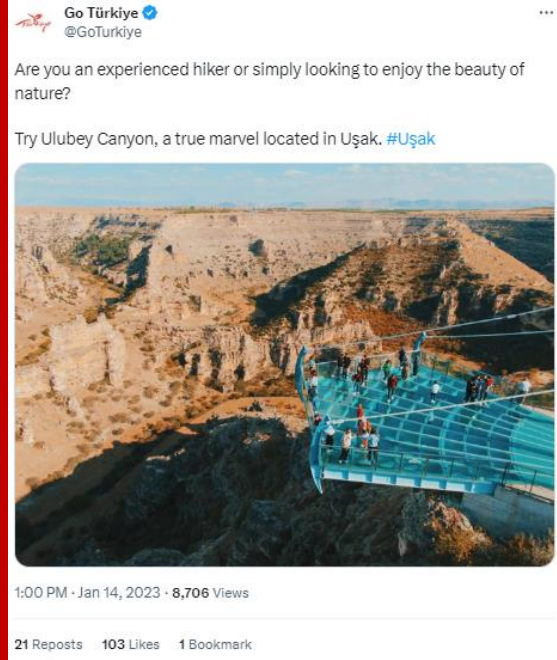 Go Türkiye
@GoTurkiye
Are you an experienced hiker or simply looking to enjoy the beauty of
nature?
Try Ulubey Canyon, a true marvel located in Uşak. #Uşak
1:00 PM · Jan 14, 2023 · 8,706 Views
21 Reposts 103 Likes 1 Bookmark